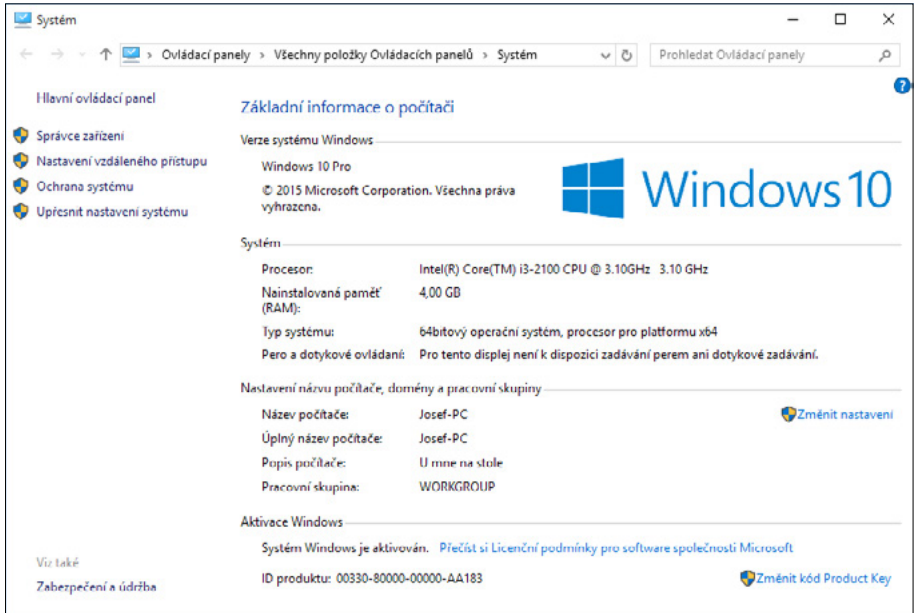 Systém
Ovládací panely > Všechny položky Ovládacích panelů > Systém
Prohledat Ovládací panely
Hlavní ovládací panel
Správce zařízení
Nastavení vzdáleného přístupu
Ochrana systému
Upřesnit nastavení systému
Základní informace o počítači
Verze systému Windows
Windows 10 Pro
© 2015 Microsoft Corporation. Všechna práva
vyhrazena.
Windows 10
Systém
Procesor: Intel(R) Core(TM) i3-2100 CPU @ 3.10GHz 3.10 GHz
Nainstalovaná paměť 4,00 GB
(RAM):
Typ systému: 64bitový operační systém, procesor pro platformu x64
Pero a dotykové ovládaní: Pro tento displej není k dispozici zadávání perem ani dotykové zadávání.
Nastavení názvu počítače, domény a pracovní skupiny
Název počítače: Josef-PC
Změnit nastavení
Úplný název počítače: Josef-PC
Popis počítače: U mne na stole
Pracovní skupina: WORKGROUP
Aktivace Windows
Systém Windows je aktivován. Přečíst si Licenční podmínky pro software společnosti Microsoft
ID produktu: 00330-80000-00000-AA183
Změnit kód Product Key
Viz také
Zabezpečení a údržba